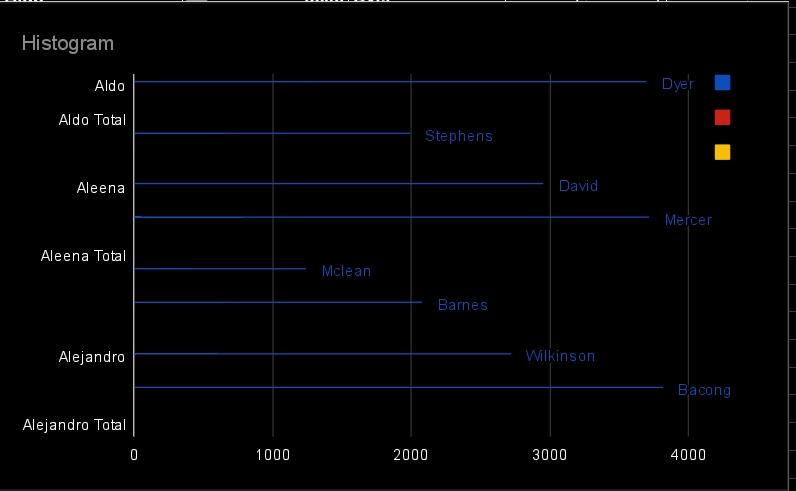 Histogram
Aldo
Dyer
Aldo Total
Stephens
Aleena
David
Mercer
Aleena Total
Mclean
Barnes
Alejandro
Wilkinson
Bacong
Alejandro Total
0 1000 2000 3000 4000